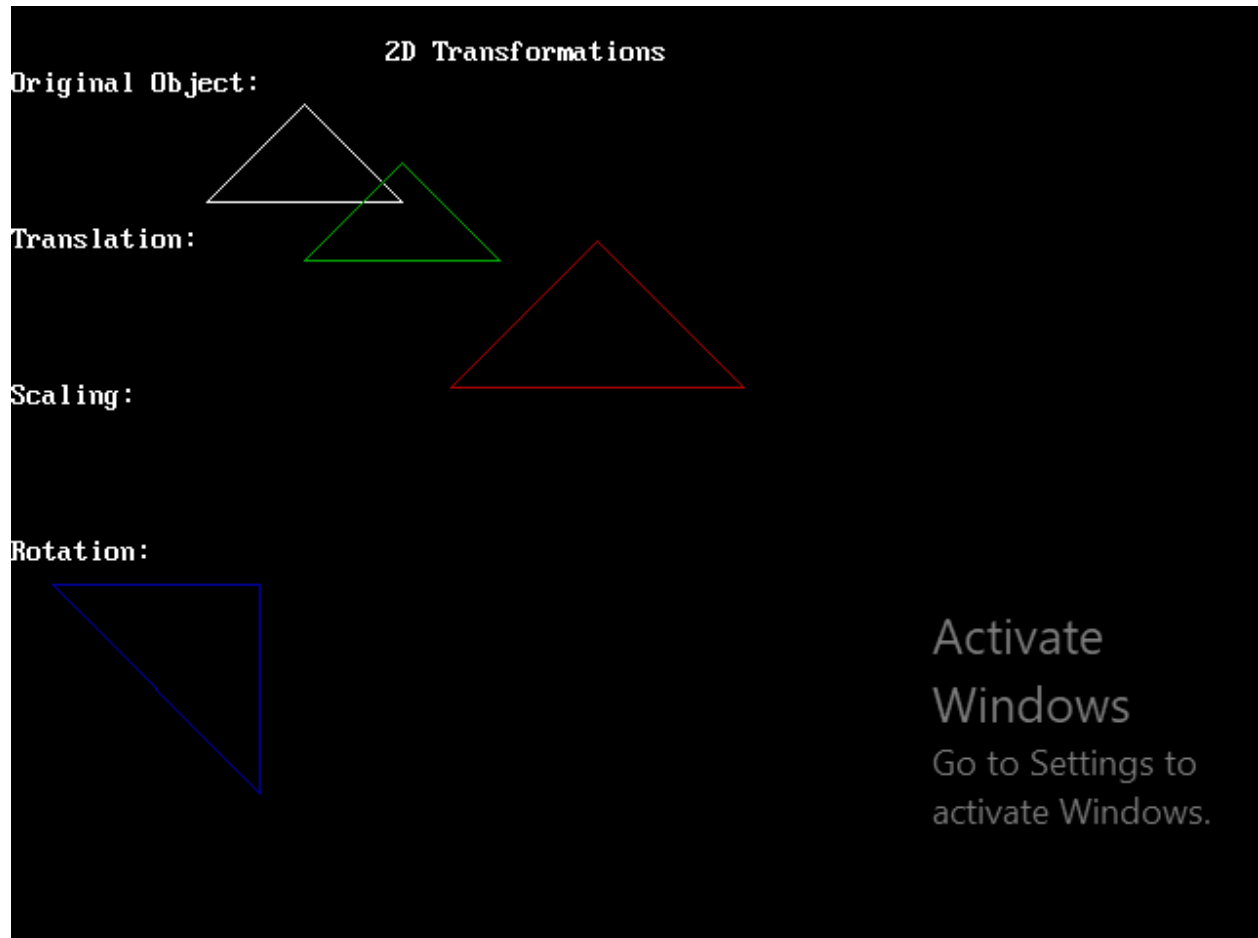 2D Transformations
Original Object:
Translation:
Scaling:
Rotation:
Activate
Windows
Go to Settings to
activate Windows.